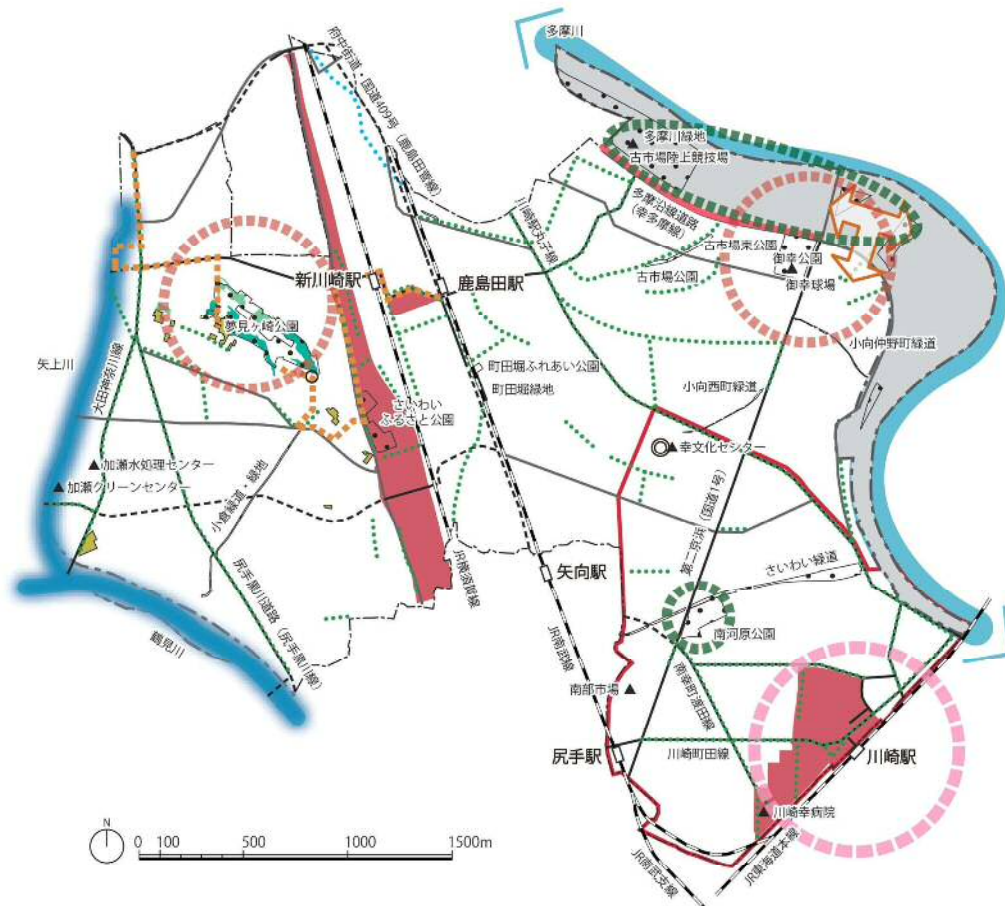 多摩川
府中街道・国道409号（鹿島田菅線）
多摩川緑地
古市場陸上競技場
多摩沿線道路
（幸多摩線）
川崎駅丸子線
古市場東公園
御幸公園
古市場公園
御幸球場
新川崎駅
鹿島田駅
夢見ヶ崎公園
小向仲野町緑道
矢上川
大田神奈川線
町田堀ふれあい公園
町田堀緑地
小向西町緑道
さいわい
ふるさと公園
幸文化センター
加瀬水処理センター
加瀬クリーンセンター
小倉緑道・緑地
第二京浜（国道1号）
さいわい緑道
JR横須賀線
矢向駅
尻手黒川道路（尻手黒川線）
鶴見川
JR南武線
南河原公園
南部市場
南幸町渡田線
尻手駅
川崎町田線
川崎駅
川崎幸病院
N
0 100 500 1000 1500m
JR南武支線
JR東海道本線